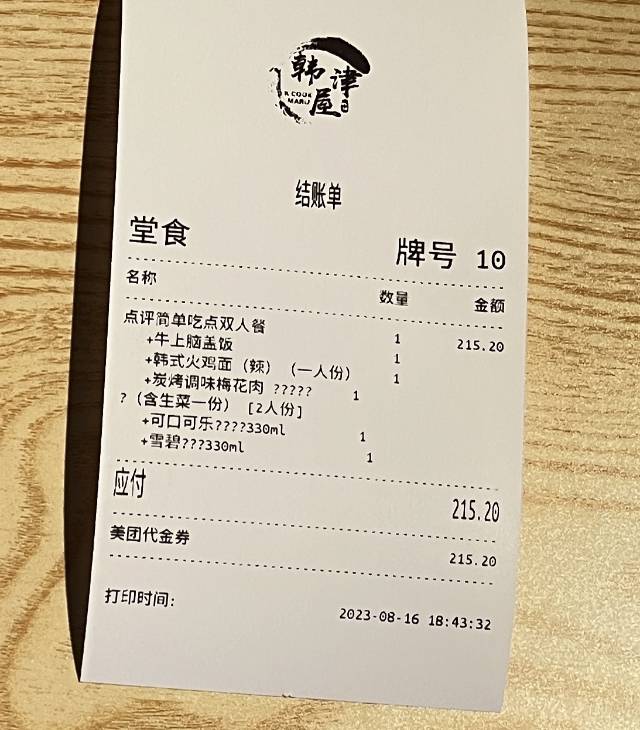 韩津屋
K COOK
MARU
结账单
堂食 牌号 10
名称 数量 金额
点评简单吃点双人餐 1 215.20
+牛上脑盖饭 1
+韩式火鸡面（辣）（一人份） 1
+炭烤调味梅花肉 ????? 1
?（含生菜一份）[2人份]
+可口可乐????330ml 1
+雪碧???330ml 1
应付 215.20
美团代金券 215.20
打印时间: 2023-08-16 18:43:32